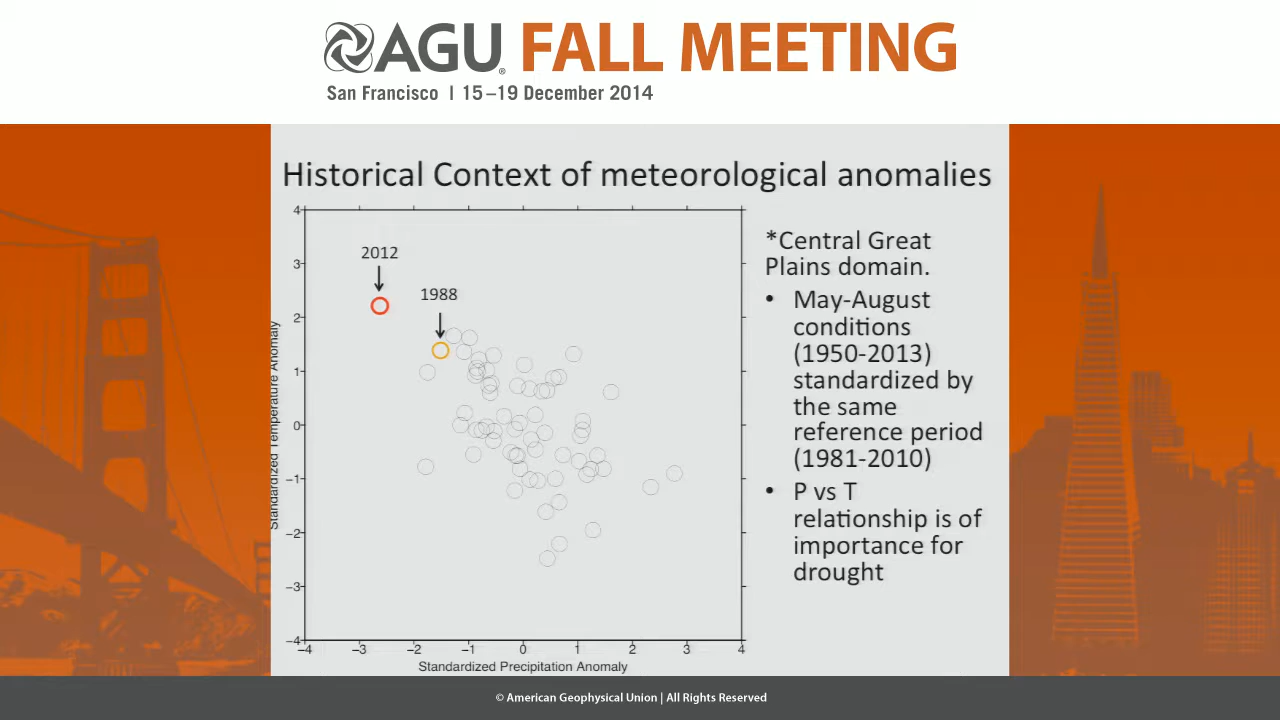 AGU FALL MEETING
San Francisco | 15–19 December 2014
Historical Context of meteorological anomalies
4
3
2
1
0
−1
−2
−3
−4
Standardized Temperature Anomaly
2012
1988
−4 −3 −2 −1 0 1 2 3 4
Standardized Precipitation Anomaly
*Central Great
Plains domain.
• May-August
conditions
(1950-2013)
standardized by
the same
reference period
(1981-2010)
• P vs T
relationship is of
importance for
drought
© American Geophysical Union | All Rights Reserved